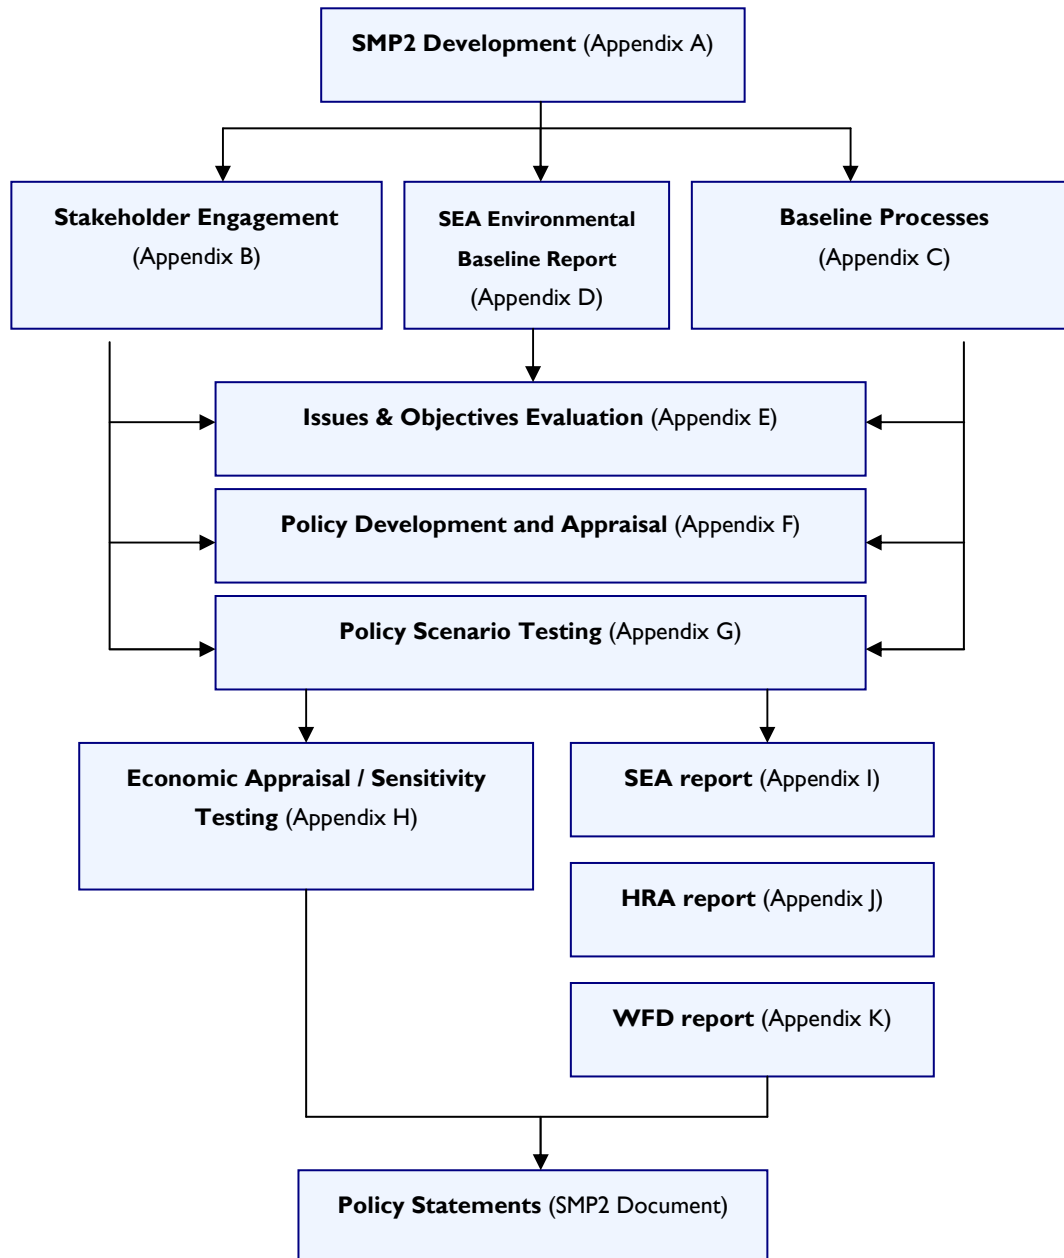 SMP2 Development (Appendix A)
Stakeholder Engagement
(Appendix B)
SEA Environmental
Baseline Report
(Appendix D)
Baseline Processes
(Appendix C)
Issues & Objectives Evaluation (Appendix E)
Policy Development and Appraisal (Appendix F)
Policy Scenario Testing (Appendix G)
Economic Appraisal / Sensitivity
Testing (Appendix H)
SEA report (Appendix I)
HRA report (Appendix J)
WFD report (Appendix K)
Policy Statements (SMP2 Document)